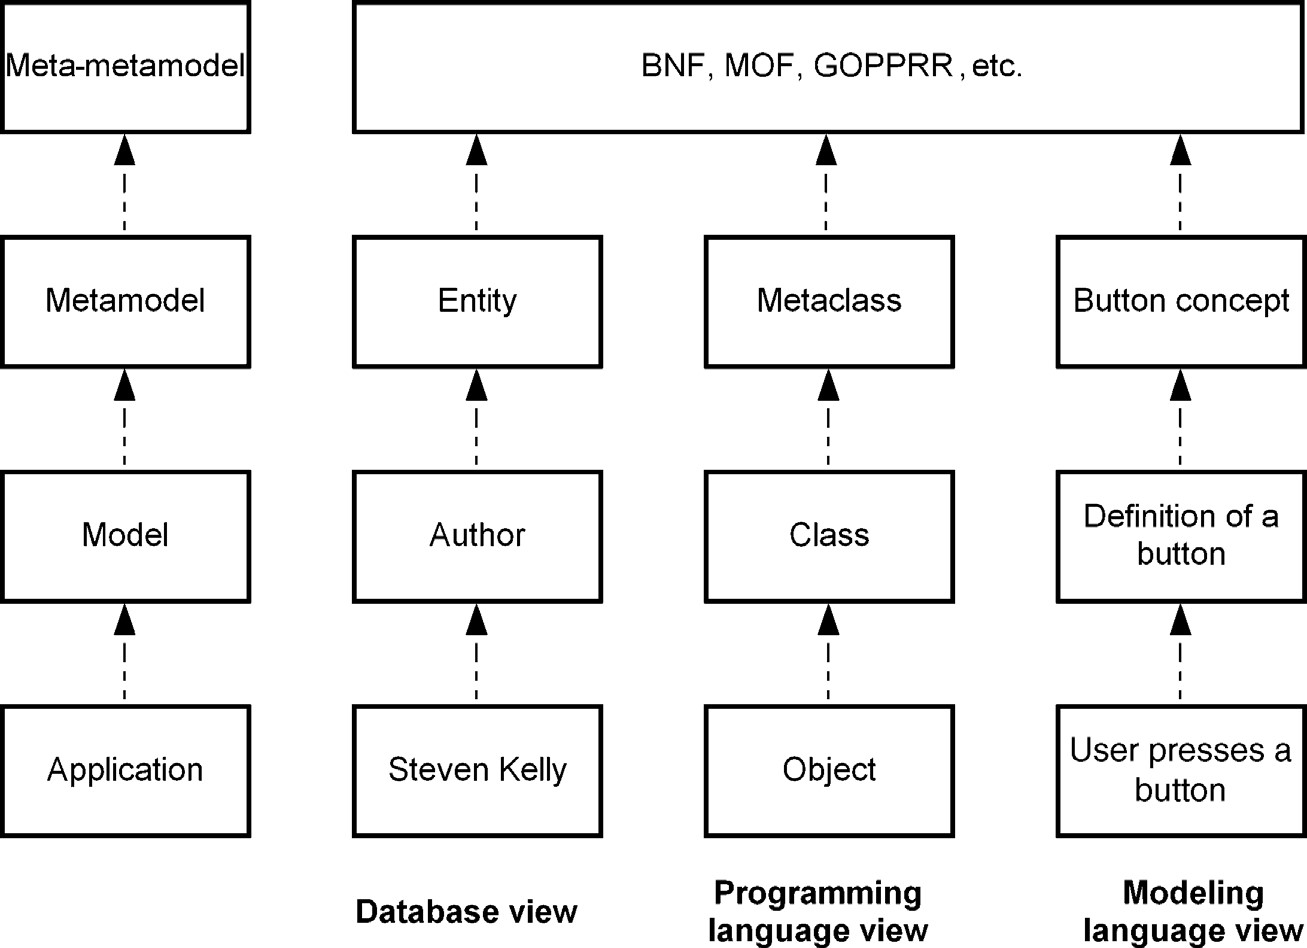 Meta-metamodel
BNF, MOF, GOPPRR, etc.
Metamodel
Entity
Metaclass
Button concept
Model
Author
Class
Definition of a
button
Application
Steven Kelly
Object
User presses a
button
Database view
Programming
language view
Modeling
language view